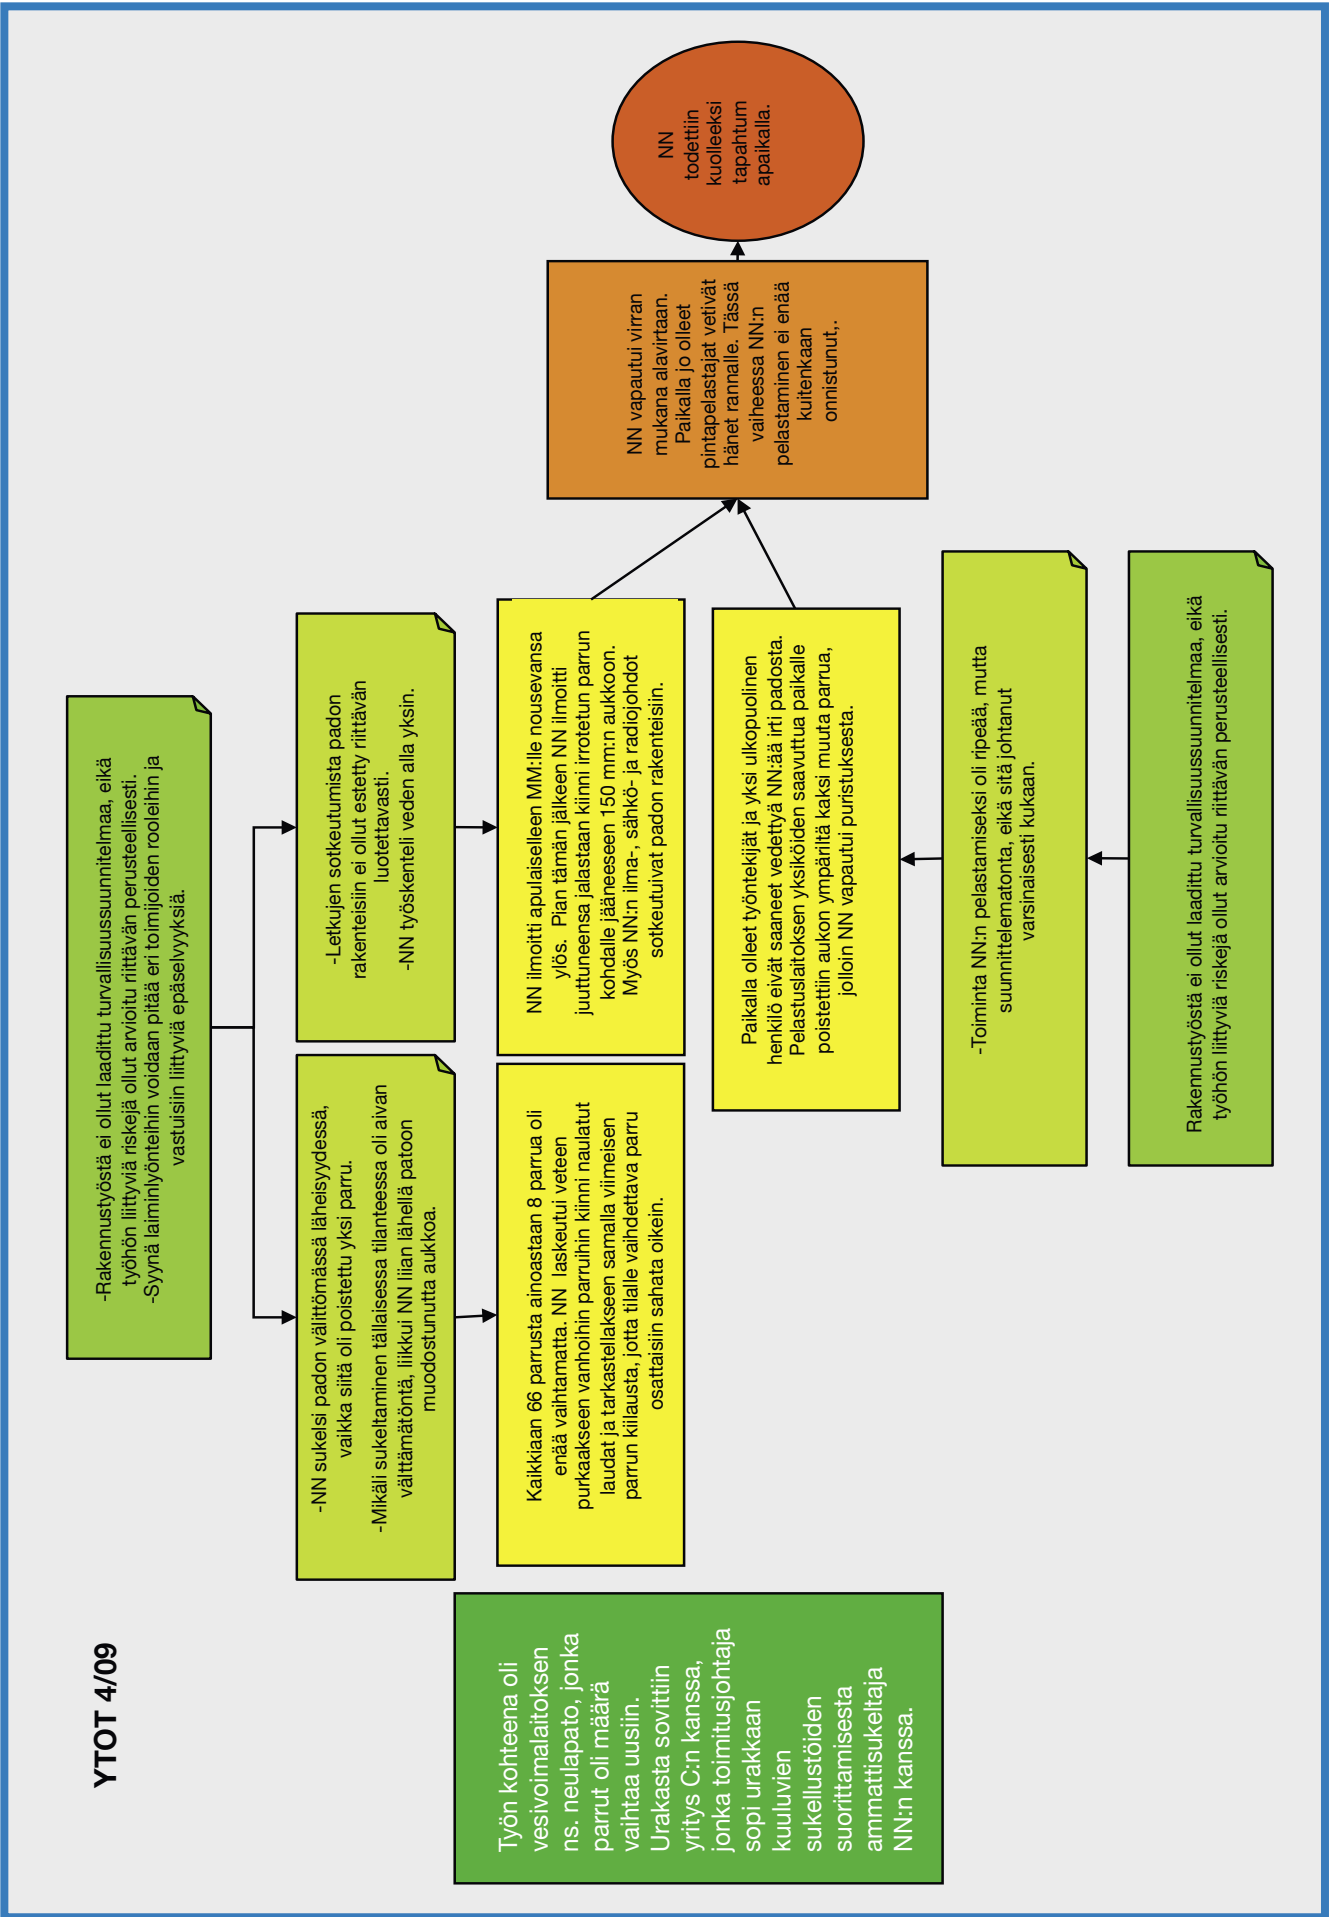 YTOT 4/09
Työn kohteena oli
vesivoimalaitoksen
ns. neulapato, jonka
parrut oli määrä
vaihtaa uusiin.
Urakasta sovittiin
yritys C:n kanssa,
jonka toimitusjohtaja
sopi urakkaan
kuuluvien
sukellustöiden
suorittamisesta
ammattisukeltaja
NN:n kanssa.
-Rakennustyöstä ei ollut laadittu turvallisuussuunnitelmaa, eikä
työhön liittyviä riskejä ollut arvioitu riittävän perusteellisesti.
-Syynä laiminlyönteihin voidaan pitää eri toimijoiden rooleihin ja
vastuisiin liittyviä epäselvyyksiä.
-NN sukelsi padon välittömässä läheisyydessä,
vaikka siitä oli poistettu yksi parru.
-Mikäli sukeltaminen tällaisessa tilanteessa oli aivan
välttämätöntä, liikkui NN liian lähellä patoon
muodostunutta aukkoa.
-Letkujen sotkeutumista padon
rakenteisiin ei ollut estetty riittävän
luotettavasti.
-NN työskenteli veden alla yksin.
Kaikkiaan 66 parrusta ainoastaan 8 parrua oli
enää vaihtamatta. NN laskeutui veteen
purkaakseen vanhoihin parruihin kiinni naulatut
laudat ja tarkastellakseen samalla viimeisen
parrun kiilausta, jotta tilalle vaihdettava parru
osattaisiin sahata oikein.
NN ilmoitti apulaiselleen MM:lle nousevansa
ylös. Pian tämän jälkeen NN ilmoitti
juuttuneensa jalastaan kiinni irrotetun parrun
kohdalle jääneeseen 150 mm:n aukkoon.
Myös NN:n ilma-, sähkö- ja radiojohdot
sotkeutuivat padon rakenteisiin.
Paikalla olleet työntekijät ja yksi ulkopuolinen
henkilö eivät saaneet vedettyä NN:ää irti padosta.
Pelastuslaitoksen yksiköiden saavuttua paikalle
poistettiin aukon ympäriltä kaksi muuta parrua,
jolloin NN vapautui puristuksesta.
-Toiminta NN:n pelastamiseksi oli ripeää, mutta
suunnittelematonta, eikä sitä johtanut
varsinaisesti kukaan.
Rakennustyöstä ei ollut laadittu turvallisuussuunnitelmaa, eikä
työhön liittyviä riskejä ollut arvioitu riittävän perusteellisesti.
NN vapautui virran
mukana alavirtaan.
Paikalla jo olleet
pintapelastajat vetivät
hänet rannalle. Tässä
vaiheessa NN:n
pelastaminen ei enää
kuitenkaan
onnistunut,.
NN
todettiin
kuolleeksi
tapahtum
apaikalla.